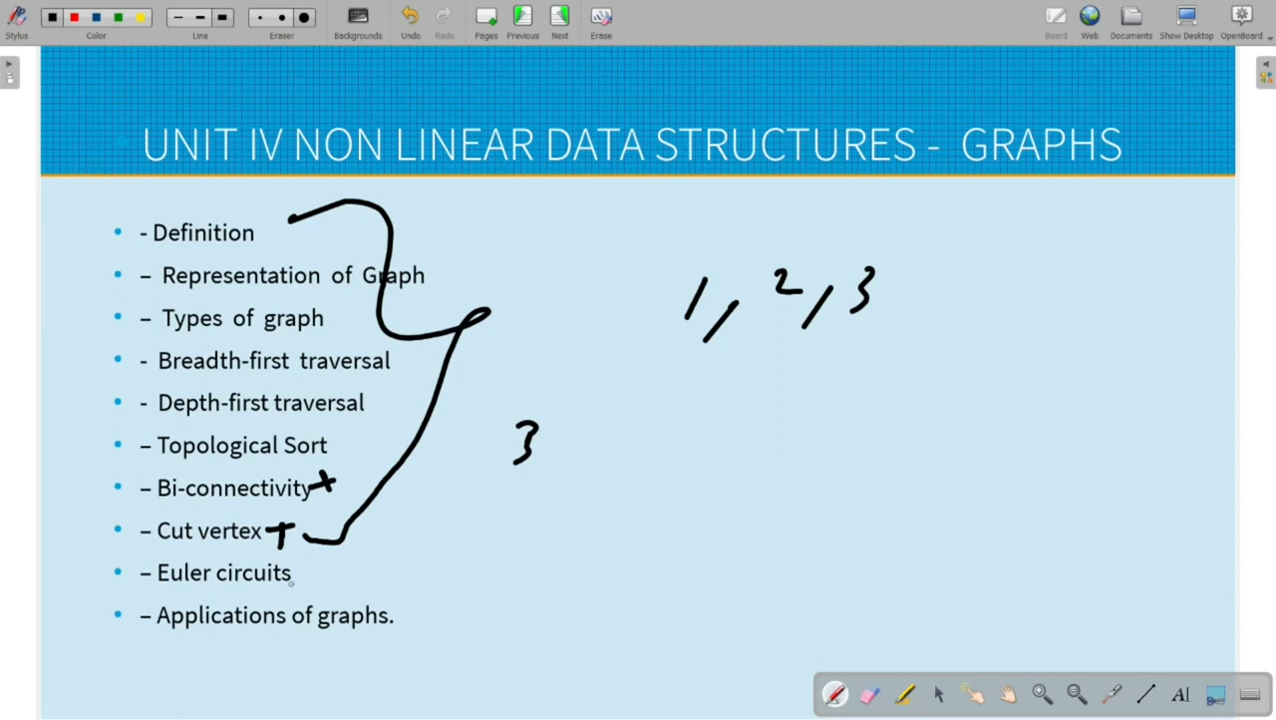 Stylus Color Line Eraser Backgrounds Undo Redo Pages Previous Next Erase Board Web Documents Show Desktop OpenBoard
UNIT IV NON LINEAR DATA STRUCTURES - GRAPHS
• - Definition
• – Representation of Graph
• – Types of graph
• - Breadth-first traversal
• - Depth-first traversal
• – Topological Sort
• – Bi-connectivity +
• – Cut vertex +
• – Euler circuits
• – Applications of graphs.
1, 2, 3
3
AI